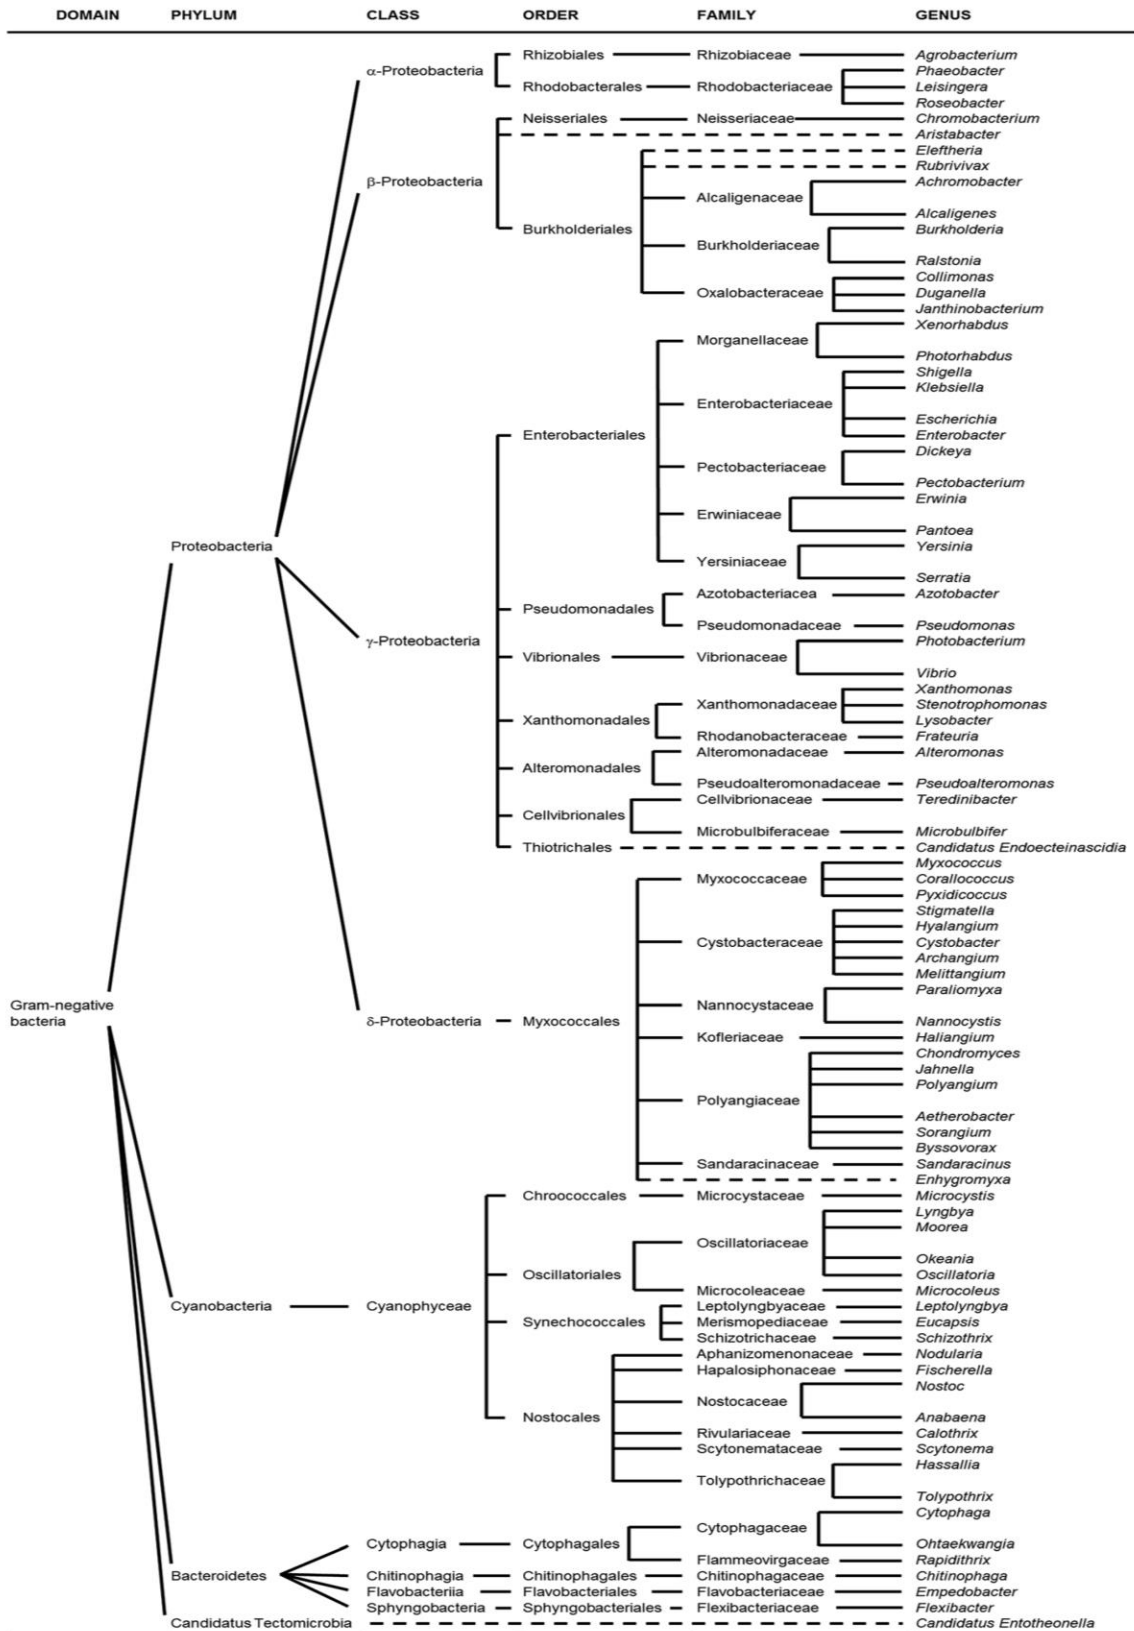 DOMAIN PHYLUM CLASS ORDER FAMILY GENUS
α-Proteobacteria Rhizobiales Rhizobiaceae Agrobacterium
Rhodobacterales Rhodobacteriaceae Phaeobacter
Leisingera
Roseobacter
β-Proteobacteria Neisseriales Neisseriaceae Chromobacterium
Aristabacter
Burkholderiales Eleftheria
Rubrivivax
Alcaligenaceae Achromobacter
Alcaligenes
Burkholderiaceae Burkholderia
Ralstonia
Oxalobacteraceae Collimonas
Duganella
Janthinobacterium
Enterobacteriales Morganellaceae Xenorhabdus
Photorhabdus
Enterobacteriaceae Shigella
Klebsiella
Escherichia
Enterobacter
Pectobacteriaceae Dickeya
Pectobacterium
Erwiniaceae Erwinia
Pantoea
Proteobacteria Yersiniaceae Yersinia
Serratia
γ-Proteobacteria Pseudomonadales Azotobacteriacea Azotobacter
Pseudomonadaceae Pseudomonas
Vibrionales Vibrionaceae Photobacterium
Vibrio
Xanthomonadales Xanthomonadaceae Xanthomonas
Stenotrophomonas
Lysobacter
Rhodanobacteraceae Frateuria
Alteromonadales Alteromonadaceae Alteromonas
Pseudoalteromonadaceae Pseudoalteromonas
Cellvibrionales Cellvibrionaceae Teredinibacter
Microbulbiferaceae Microbulbifer
Thiotrichales Candidatus Endoecteinascidia
Myxococcaceae Myxococcus
Corallococcus
Pyxidicoccus
Cystobacteraceae Stigmatella
Hyalangium
Cystobacter
Archangium
Melittangium
Gram-negative
bacteria
δ-Proteobacteria Myxococcales Nannocystaceae Paraliomyxa
Nannocystis
Kofleriaceae Haliangium
Polyangiaceae Chondromyces
Jahnella
Polyangium
Aetherobacter
Sorangium
Byssovorax
Sandaracinaceae Sandaracinus
Enhygromyxa
Chroococcales Microcystaceae Microcystis
Oscillatoriales Oscillatoriaceae Lyngbya
Moorea
Okeania
Oscillatoria
Microcoleaceae Microcoleus
Cyanobacteria Cyanophyceae Synechococcales Leptolyngbyaceae Leptolyngbya
Merismopediaceae Eucapsis
Schizotrichaceae Schizothrix
Nostocales Aphanizomenonaceae Nodularia
Hapalosiphonaceae Fischerella
Nostocaceae Nostoc
Anabaena
Rivulariaceae Calothrix
Scytonemataceae Scytonema
Tolypothrichaceae Hassallia
Tolypothrix
Cytophagia Cytophagales Cytophagaceae Cytophaga
Ohtaekwangia
Flammeovirgaceae Rapidithrix
Bacteroidetes Chitinophagia Chitinophagales Chitinophagaceae Chitinophaga
Flavobacteriia Flavobacteriales Flavobacteriaceae Empedobacter
Sphyngobacteria Sphyngobacteriales Flexibacteriaceae Flexibacter
Candidatus Tectomicrobia Candidatus Entotheonella